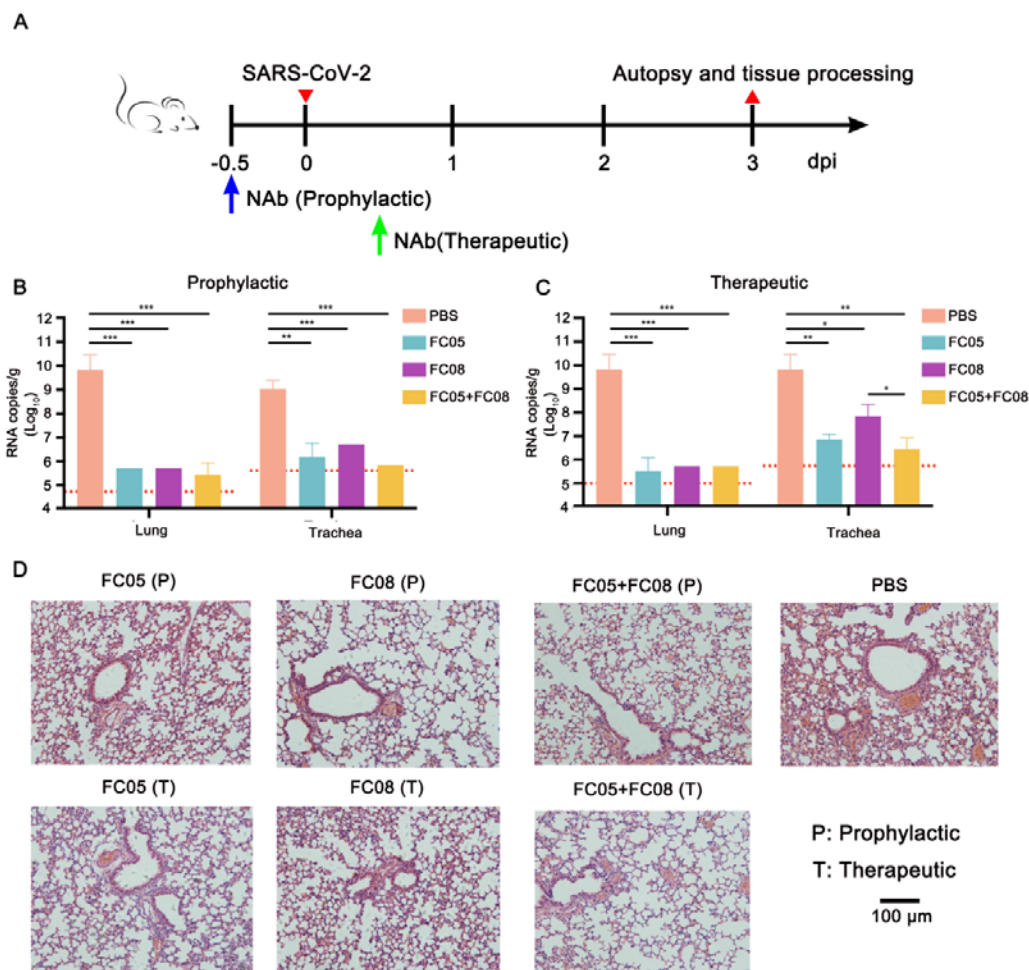 A
SARS-CoV-2
Autopsy and tissue processing
-0.5 0 1 2 3 dpi
NAb (Prophylactic)
NAb(Therapeutic)
B
Prophylactic
RNA copies/g
(Log10)
12
11
10
9
8
7
6
5
4
***
***
***
***
***
**
Lung
Trachea
PBS
FC05
FC08
FC05+FC08
C
Therapeutic
RNA copies/g
(Log10)
12
11
10
9
8
7
6
5
4
***
***
***
**
*
**
*
Lung
Trachea
PBS
FC05
FC08
FC05+FC08
D
FC05 (P)
FC08 (P)
FC05+FC08 (P)
PBS
FC05 (T)
FC08 (T)
FC05+FC08 (T)
P: Prophylactic
T: Therapeutic
100 μm